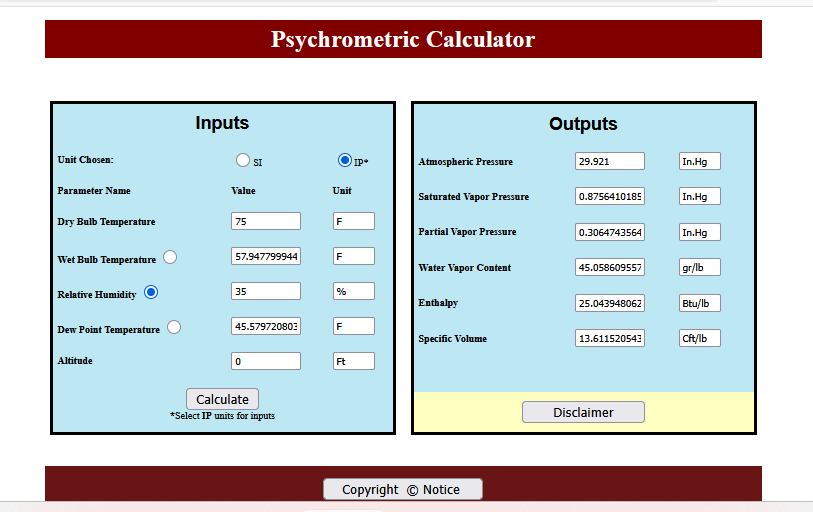 Psychrometric Calculator
Inputs
Unit Chosen: SI IP*
Parameter Name Value Unit
Dry Bulb Temperature 75 F
Wet Bulb Temperature 57.947799944 F
Relative Humidity 35 %
Dew Point Temperature 45.579720803 F
Altitude 0 Ft
Calculate
*Select IP units for inputs
Outputs
Atmospheric Pressure 29.921 In.Hg
Saturated Vapor Pressure 0.8756410185 In.Hg
Partial Vapor Pressure 0.3064743564 In.Hg
Water Vapor Content 45.058609557 gr/lb
Enthalpy 25.043948062 Btu/lb
Specific Volume 13.611520543 Cft/lb
Disclaimer
Copyright © Notice